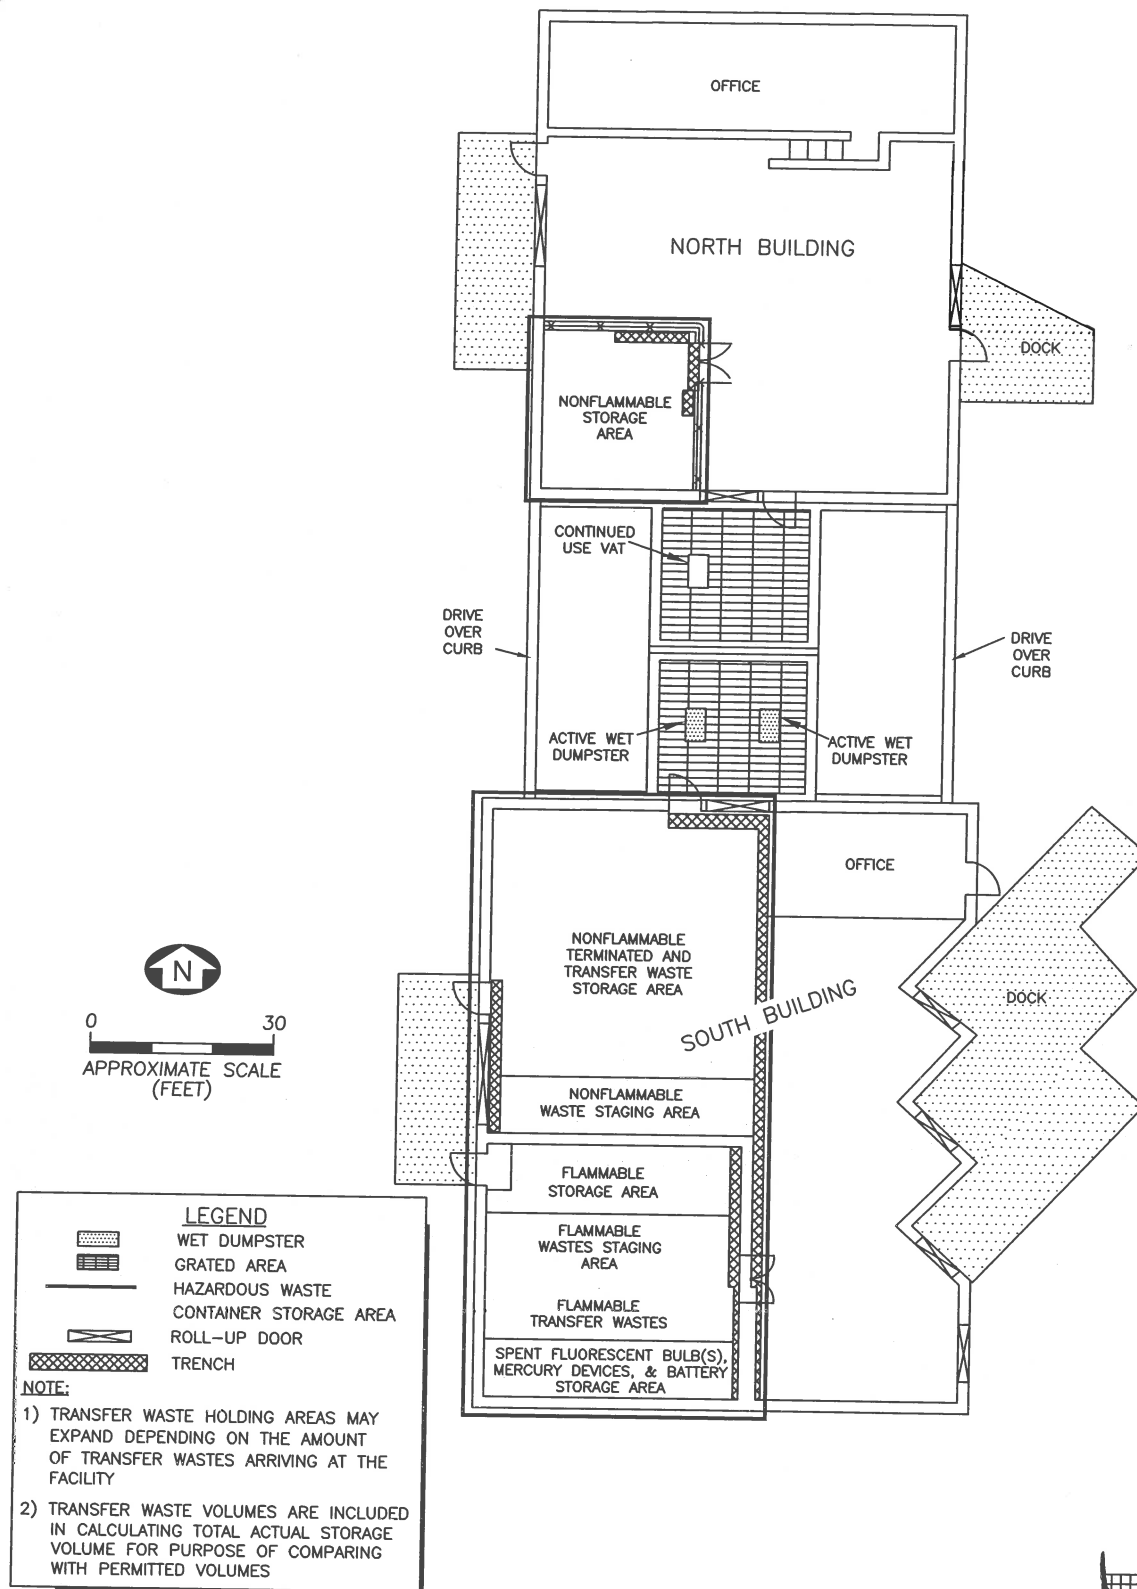 OFFICE
NORTH BUILDING
DOCK
NONFLAMMABLE
STORAGE
AREA
CONTINUED
USE VAT
DRIVE
OVER
CURB
DRIVE
OVER
CURB
ACTIVE WET
DUMPSTER
ACTIVE WET
DUMPSTER
OFFICE
NONFLAMMABLE
TERMINATED AND
TRANSFER WASTE
STORAGE AREA
SOUTH BUILDING
DOCK
N
0 30
APPROXIMATE SCALE
(FEET)
NONFLAMMABLE
WASTE STAGING AREA
FLAMMABLE
STORAGE AREA
FLAMMABLE
WASTES STAGING
AREA
FLAMMABLE
TRANSFER WASTES
SPENT FLUORESCENT BULB(S),
MERCURY DEVICES, & BATTERY
STORAGE AREA
LEGEND
WET DUMPSTER
GRATED AREA
HAZARDOUS WASTE
CONTAINER STORAGE AREA
ROLL-UP DOOR
TRENCH
NOTE:
1) TRANSFER WASTE HOLDING AREAS MAY
EXPAND DEPENDING ON THE AMOUNT
OF TRANSFER WASTES ARRIVING AT THE
FACILITY
2) TRANSFER WASTE VOLUMES ARE INCLUDED
IN CALCULATING TOTAL ACTUAL STORAGE
VOLUME FOR PURPOSE OF COMPARING
WITH PERMITTED VOLUMES